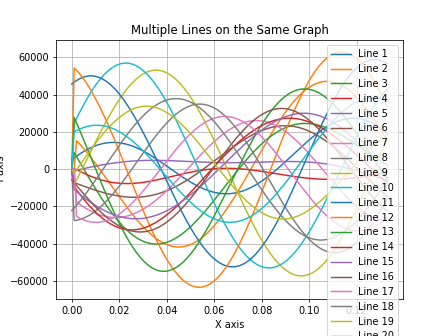 Multiple Lines on the Same Graph
60000
40000
20000
0
−20000
−40000
−60000
0.00
0.02
0.04
0.06
0.08
0.10
X axis
Line 1
Line 2
Line 3
Line 4
Line 5
Line 6
Line 7
Line 8
Line 9
Line 10
Line 11
Line 12
Line 13
Line 14
Line 15
Line 16
Line 17
Line 18
Line 19
Line 20